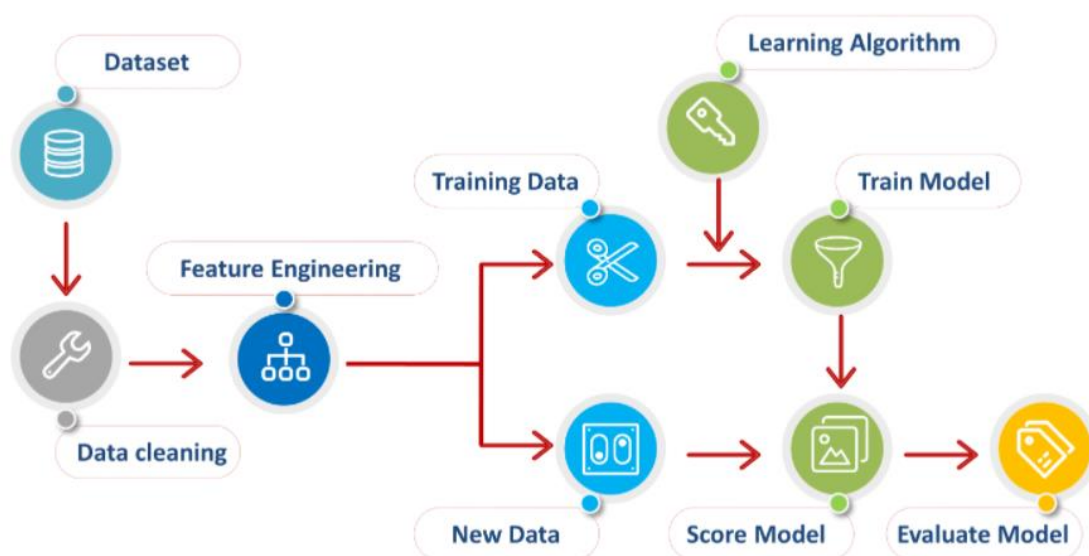 Learning Algorithm
Dataset
Training Data
Train Model
Feature Engineering
Data cleaning
New Data
Score Model
Evaluate Model